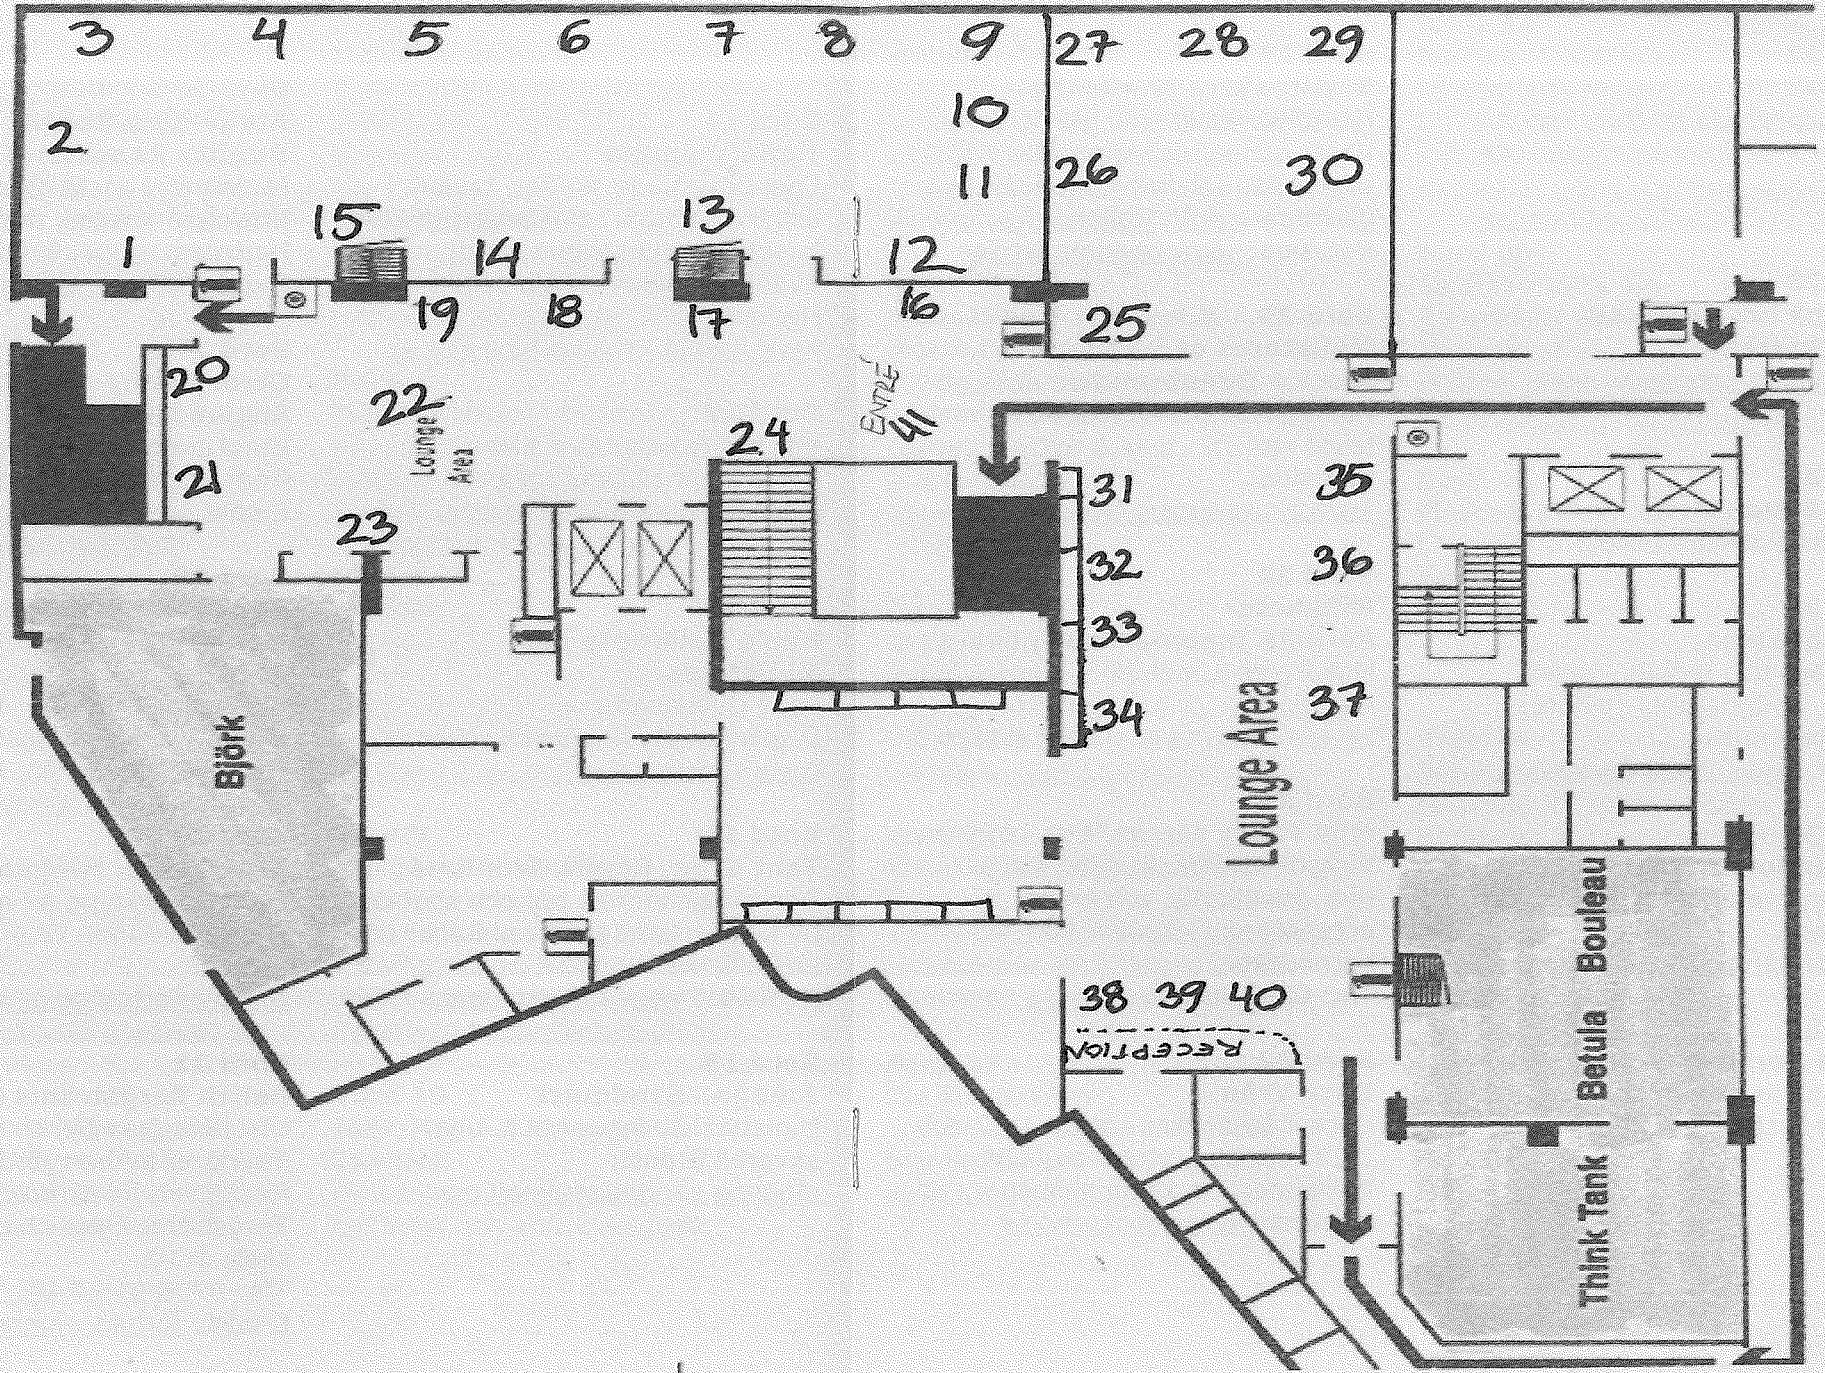 3 4 5 6 7 8 9 27 28 29
10
2 11 26 30
15 13
1 14 12
19 18 17 16 25
20 22 ENTRÉ
41
Lounge
Area
24
21 31 35
23 32 36
33
34 37
Björk
Lounge Area
Bouleau
38 39 40
RECEPTION
Betula
Think Tank